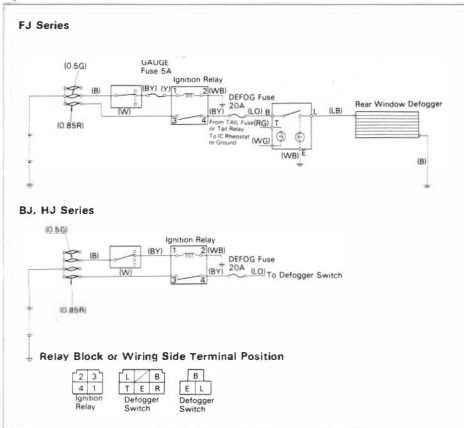 FJ Series
(0.5G)
GAUGE
Fuse 5A
Ignition Relay
(B)
(BY) (Y)
1 2 (WB)
DEFOG Fuse
20A
(W)
3 4
(BY)
(LO) B
L
(LB)
Rear Window Defogger
(0.85R)
From TAIL Fuse (RG) T
or Tail Relay
To IC Rheostat (WG)
or Ground
(WB) E
(B)
BJ, HJ Series
(0.5G)
Ignition Relay
(B)
(BY)
1 2 (WB)
DEFOG Fuse
20A
(W)
3 4
(BY)
(LO) To Defogger Switch
(0.85R)
Relay Block or Wiring Side Terminal Position
2 3
4 1
Ignition
Relay
L B
T E R
Defogger
Switch
B
E L
Defogger
Switch